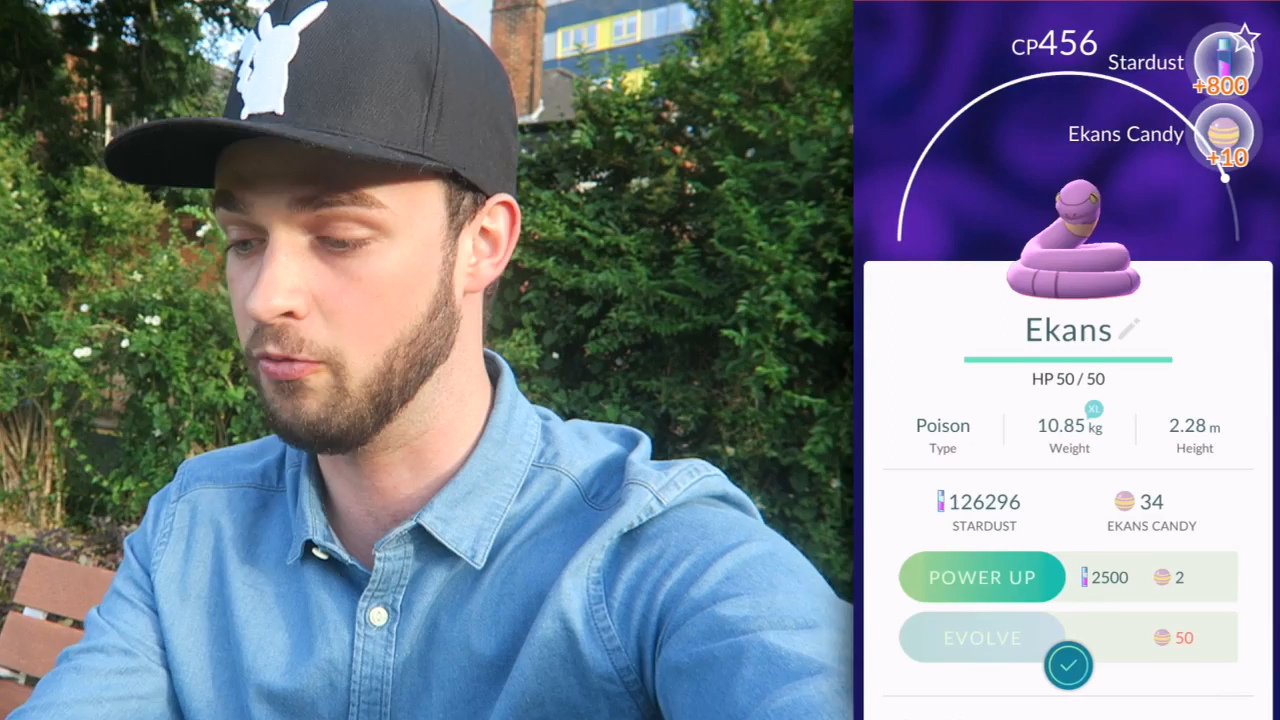 CP456
Stardust
+800
Ekans Candy
+10
Ekans
HP 50 / 50
Poison
Type
XL
10.85 kg
Weight
2.28 m
Height
126296
STARDUST
34
EKANS CANDY
POWER UP
2500
2
EVOLVE
50